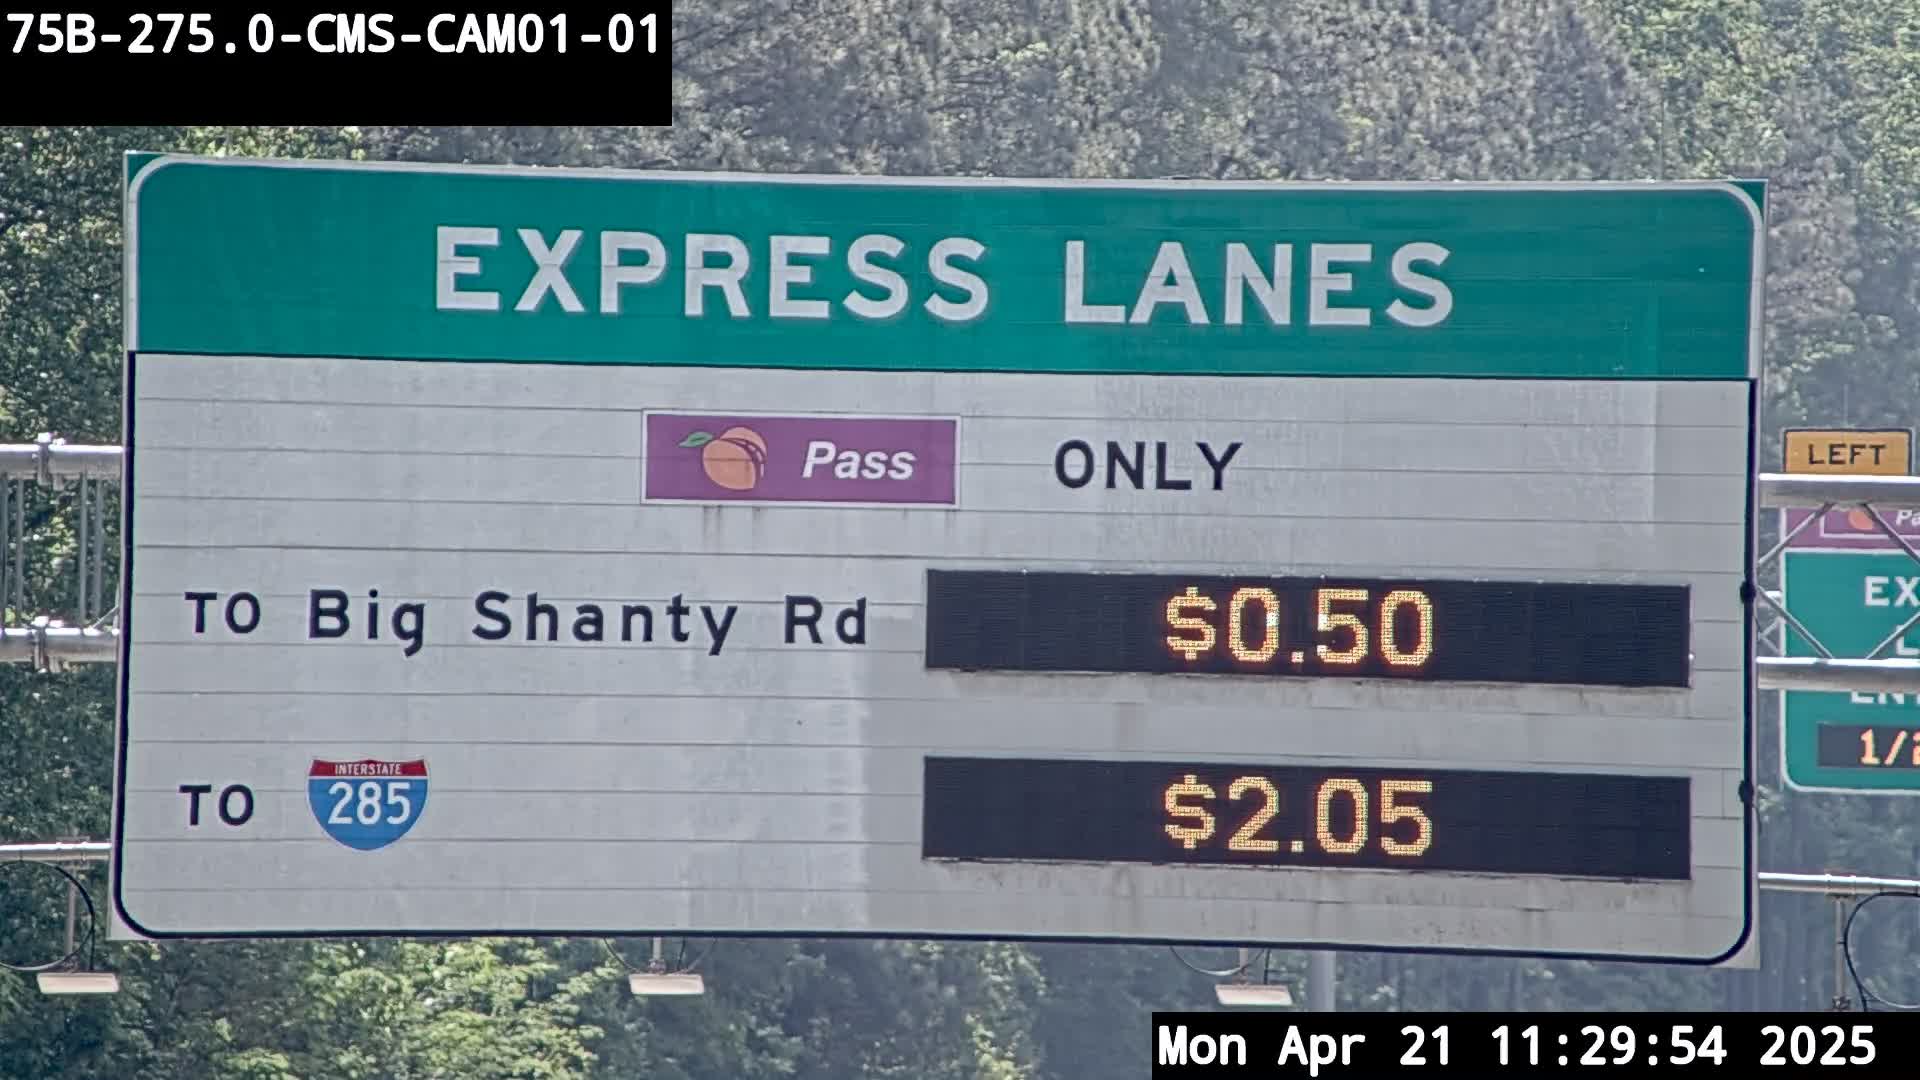 75B-275.0-CMS-CAM01-01
EXPRESS LANES
Pass ONLY
TO Big Shanty Rd $0.50
TO INTERSTATE 285 $2.05
LEFT
Mon Apr 21 11:29:54 2025